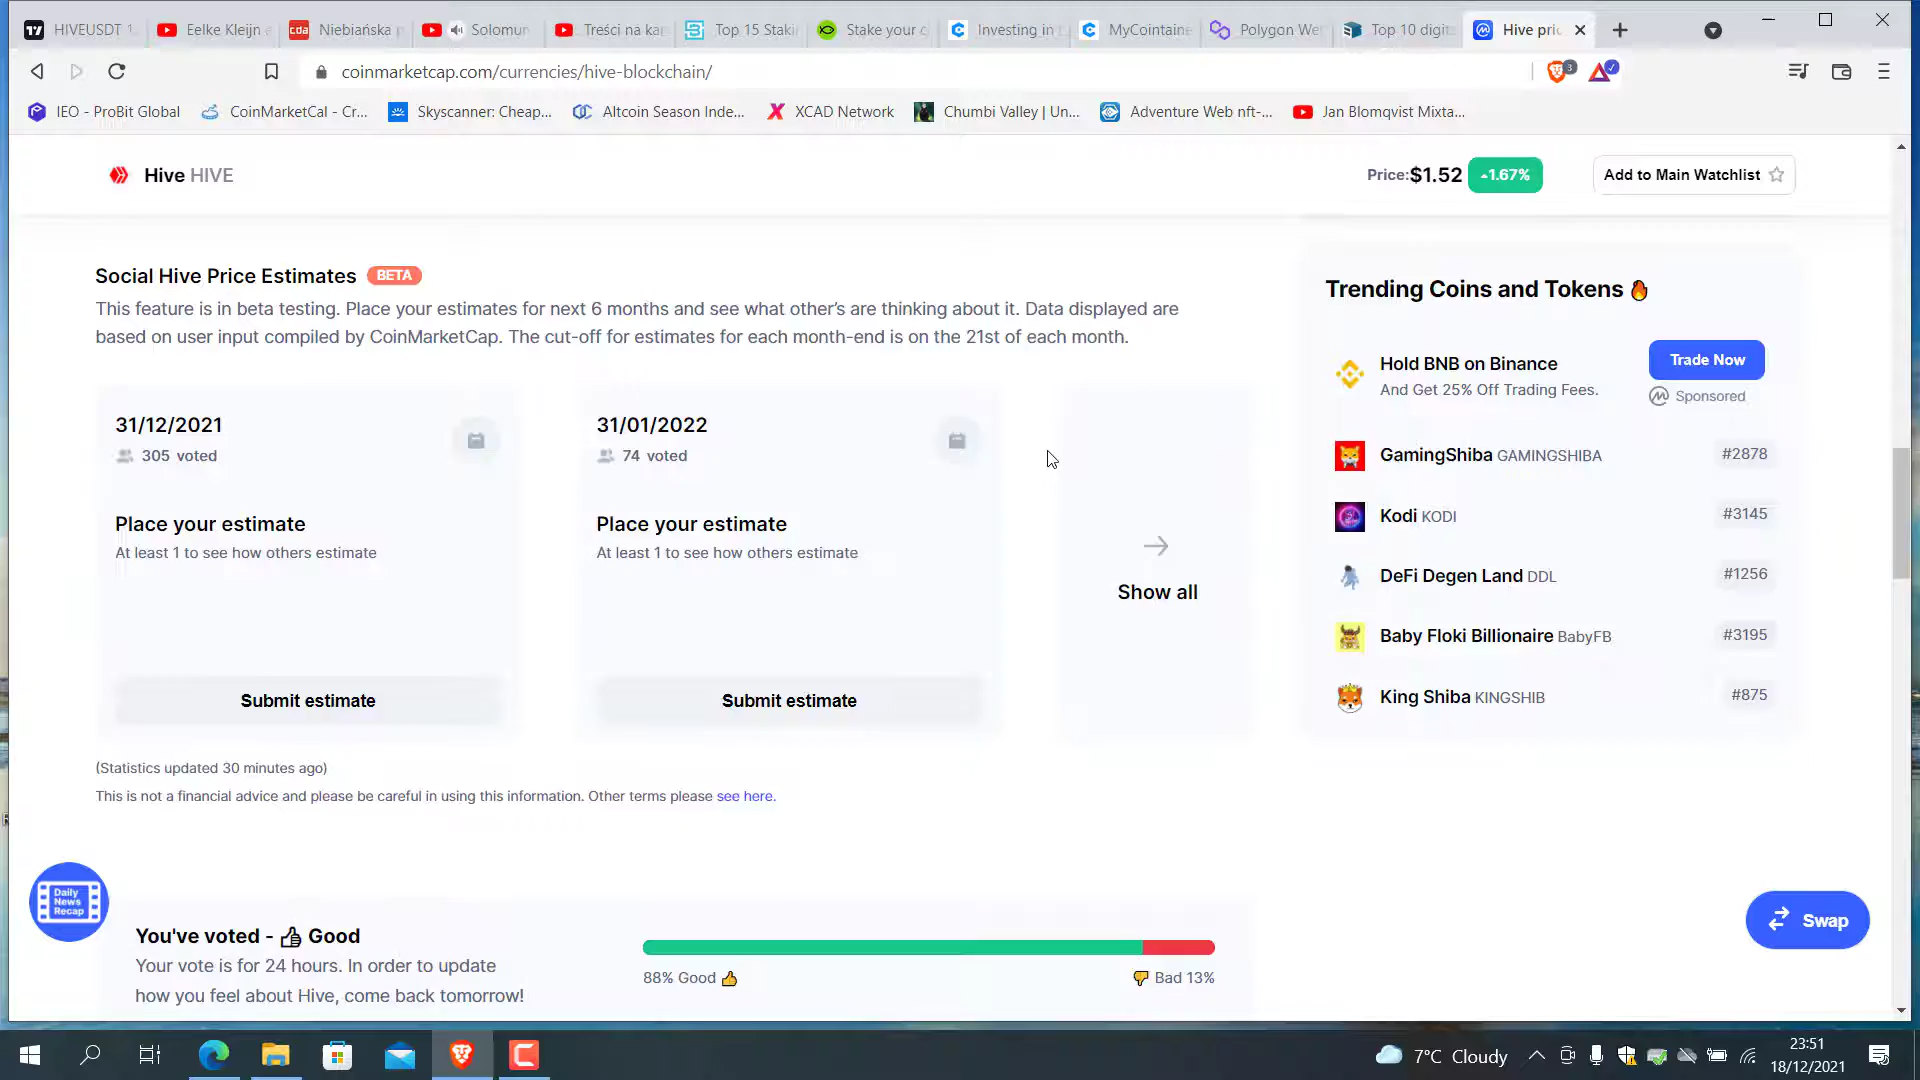 HIVEUSDT 1
Eelke Kleijn e
cda
Niebiańska p
Solomun
Treści na kan
Top 15 Staki
Stake your c
Investing in p
MyCointaine
Polygon We
Top 10 digit
Hive pric
coinmarketcap.com/currencies/hive-blockchain/
3
IEO - ProBit Global
CoinMarketCal - Cr...
Skyscanner: Cheap...
Altcoin Season Inde...
XCAD Network
Chumbi Valley | Un...
Adventure Web nft-...
Jan Blomqvist Mixta...
Hive HIVE
Price:$1.52
1.67%
Add to Main Watchlist
Social Hive Price Estimates BETA
This feature is in beta testing. Place your estimates for next 6 months and see what other's are thinking about it. Data displayed are
based on user input compiled by CoinMarketCap. The cut-off for estimates for each month-end is on the 21st of each month.
31/12/2021
305 voted
Place your estimate
At least 1 to see how others estimate
Submit estimate
31/01/2022
74 voted
Place your estimate
At least 1 to see how others estimate
Submit estimate
Show all
(Statistics updated 30 minutes ago)
This is not a financial advice and please be careful in using this information. Other terms please see here.
Trending Coins and Tokens
Hold BNB on Binance
And Get 25% Off Trading Fees.
Trade Now
Sponsored
GamingShiba GAMINGSHIBA #2878
Kodi KODI #3145
DeFi Degen Land DDL #1256
Baby Floki Billionaire BabyFB #3195
King Shiba KINGSHIB #875
Daily
News
Recap
You've voted - Good
Your vote is for 24 hours. In order to update
how you feel about Hive, come back tomorrow!
88% Good
Bad 13%
Swap
7°C Cloudy
23:51
18/12/2021